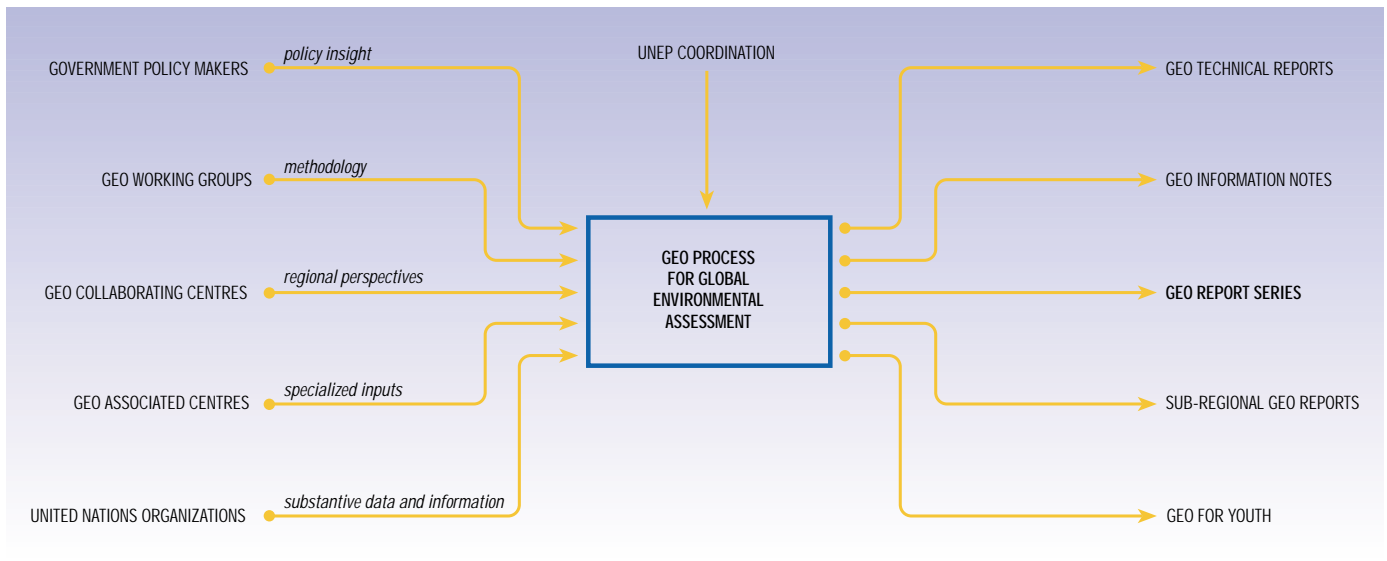 policy insight
GOVERNMENT POLICY MAKERS
UNEP COORDINATION
GEO TECHNICAL REPORTS
methodology
GEO WORKING GROUPS
GEO INFORMATION NOTES
regional perspectives
GEO COLLABORATING CENTRES
GEO PROCESS
FOR GLOBAL
ENVIRONMENTAL
ASSESSMENT
GEO REPORT SERIES
specialized inputs
GEO ASSOCIATED CENTRES
SUB-REGIONAL GEO REPORTS
substantive data and information
UNITED NATIONS ORGANIZATIONS
GEO FOR YOUTH